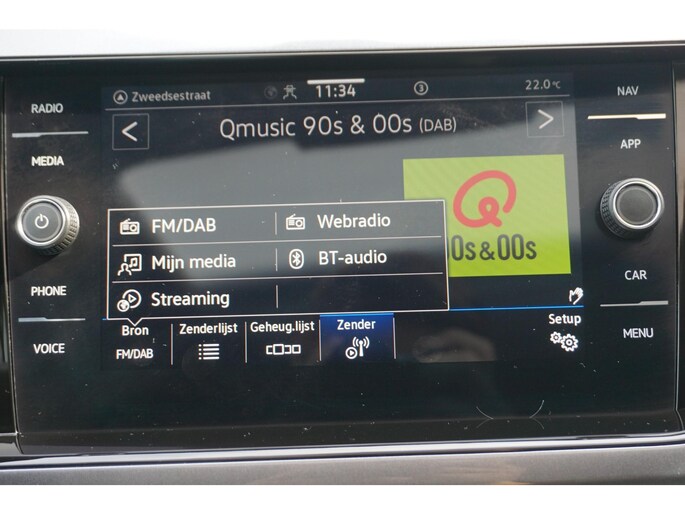 RADIO
MEDIA
PHONE
VOICE
Zweedsestraat
11:34
3
22.0 °C
Qmusic 90s & 00s (DAB)
0s&00s
FM/DAB
Webradio
Mijn media
BT-audio
Streaming
Bron
FM/DAB
Zenderlijst
Geheug.lijst
Zender
Setup
NAV
APP
CAR
MENU